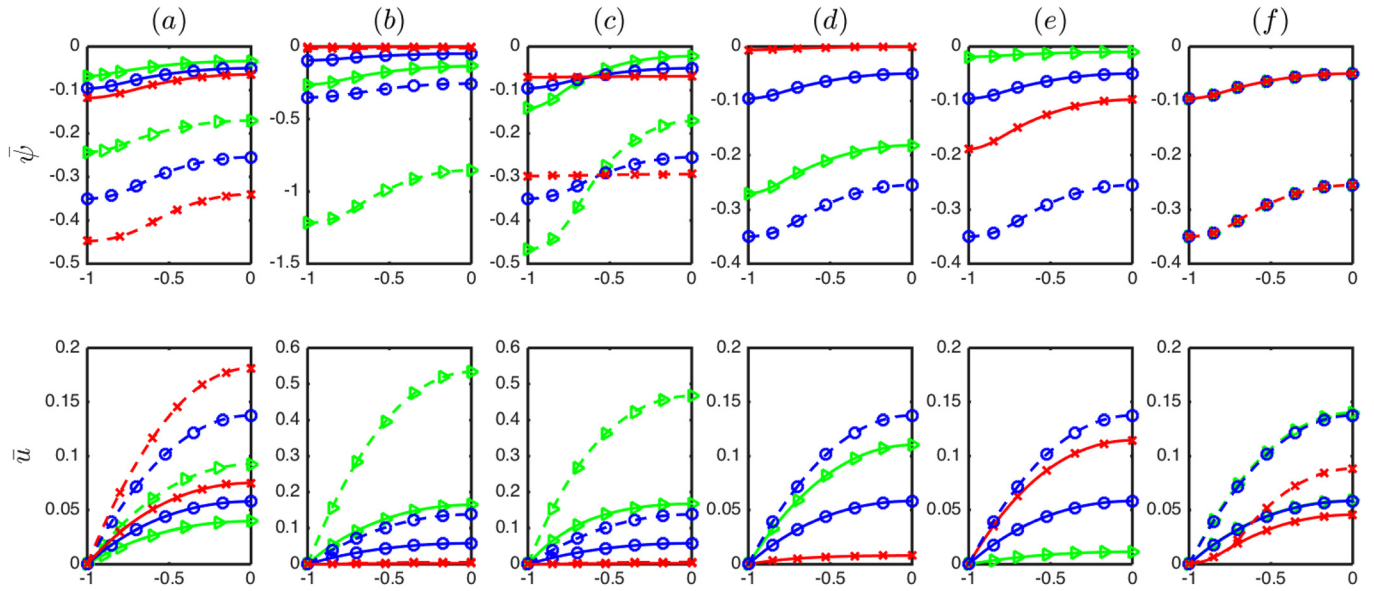 (a) (b) (c) (d) (e) (f)
0 0 0 0 0 0
-0.1 -0.5 -0.1 -0.1 -0.1 -0.1
-0.2 -1 -0.2 -0.2 -0.2 -0.2
-0.3 -1.5 -0.3 -0.3 -0.3 -0.3
-0.4 -0.4 -0.4 -0.4 -0.4
-0.5 -0.5
ψ̄
-1 -0.5 0 -1 -0.5 0 -1 -0.5 0 -1 -0.5 0 -1 -0.5 0 -1 -0.5 0
0.2 0.6 0.6 0.2 0.2 0.2
0.5 0.5
0.15 0.4 0.4 0.15 0.15 0.15
0.1 0.3 0.3 0.1 0.1 0.1
0.2 0.2
0.05 0.1 0.1 0.05 0.05 0.05
0 0 0 0 0 0
ū
-1 -0.5 0 -1 -0.5 0 -1 -0.5 0 -1 -0.5 0 -1 -0.5 0 -1 -0.5 0